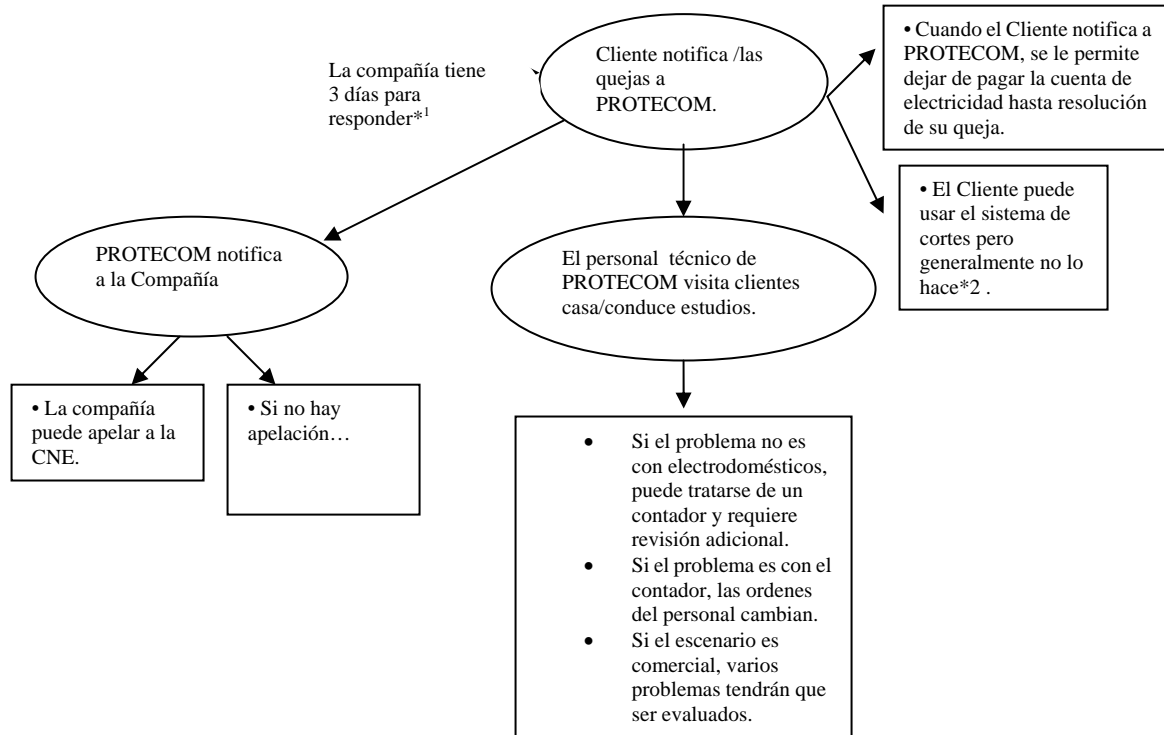 Cliente notifica /las
quejas a
PROTECOM.
• Cuando el Cliente notifica a
PROTECOM, se le permite
dejar de pagar la cuenta de
electricidad hasta resolución
de su queja.
La compañía tiene
3 días para
responder*1
• El Cliente puede
usar el sistema de
cortes pero
generalmente no lo
hace*2 .
PROTECOM notifica
a la Compañía
El personal técnico de
PROTECOM visita clientes
casa/conduce estudios.
• La compañía
puede apelar a la
CNE.
• Si no hay
apelación…
• Si el problema no es
con electrodomésticos,
puede tratarse de un
contador y requiere
revisión adicional.
• Si el problema es con el
contador, las ordenes
del personal cambian.
• Si el escenario es
comercial, varios
problemas tendrán que
ser evaluados.